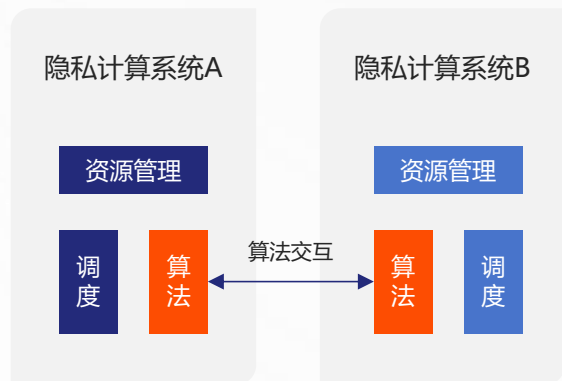 隐私计算系统A
资源管理
调度
算法
算法交互
隐私计算系统B
资源管理
算法
调度